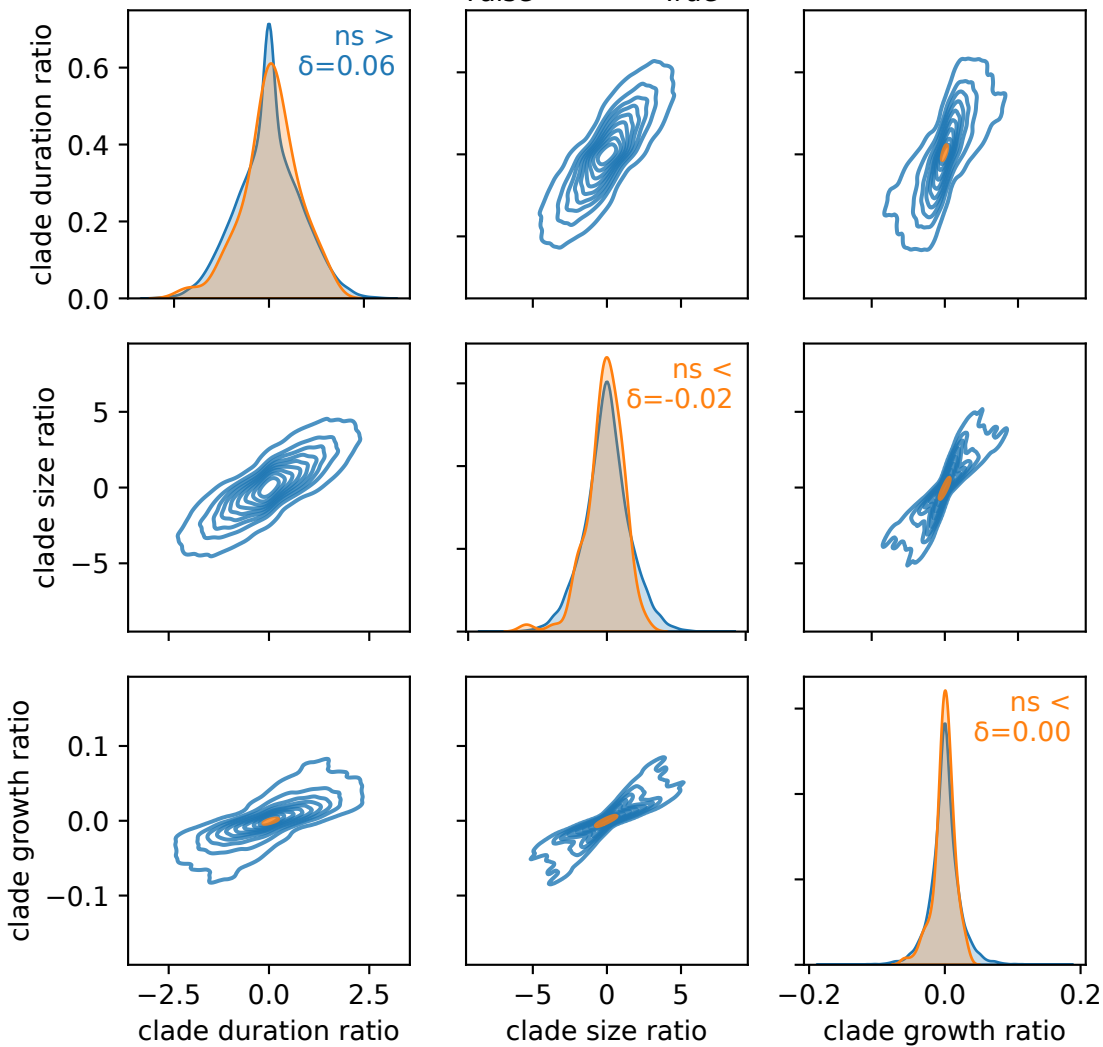 clade duration ratio
0.6
0.4
0.2
0.0
ns >
δ=0.06
clade size ratio
5
0
−5
ns <
δ=-0.02
clade growth ratio
0.1
0.0
−0.1
ns <
δ=0.00
−2.5 0.0 2.5
−5 0 5
−0.2 0.0 0.2
clade duration ratio
clade size ratio
clade growth ratio